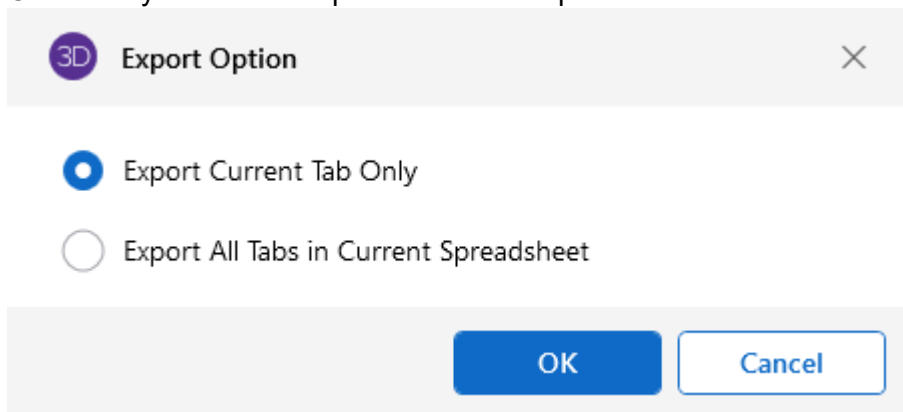 3D Export Option
Export Current Tab Only
Export All Tabs in Current Spreadsheet
OK Cancel